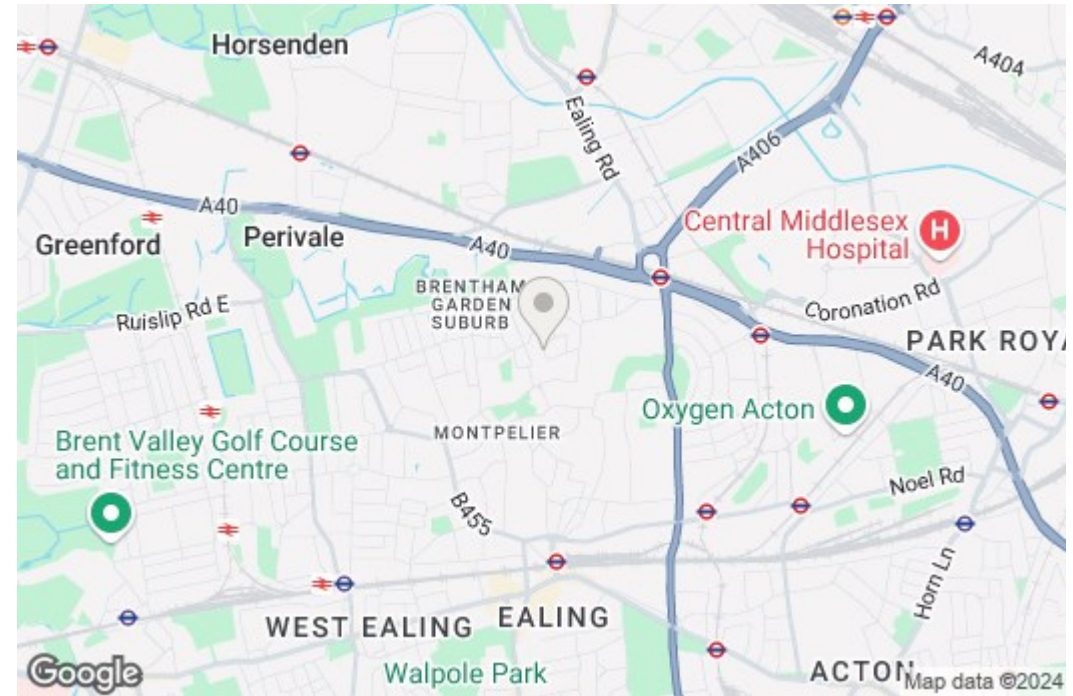 Horsenden
A404
Ealing Rd
A406
A40
Central Middlesex
Hospital
H
Greenford
Perivale
A40
BRENTHAM
GARDEN
SUBURB
Coronation Rd
Ruislip Rd E
PARK ROYA
A40
Oxygen Acton
MONTPELIER
Brent Valley Golf Course
and Fitness Centre
Noel Rd
B455
Horn Ln
WEST EALING
EALING
Walpole Park
ACTON
Google
Map data ©2024